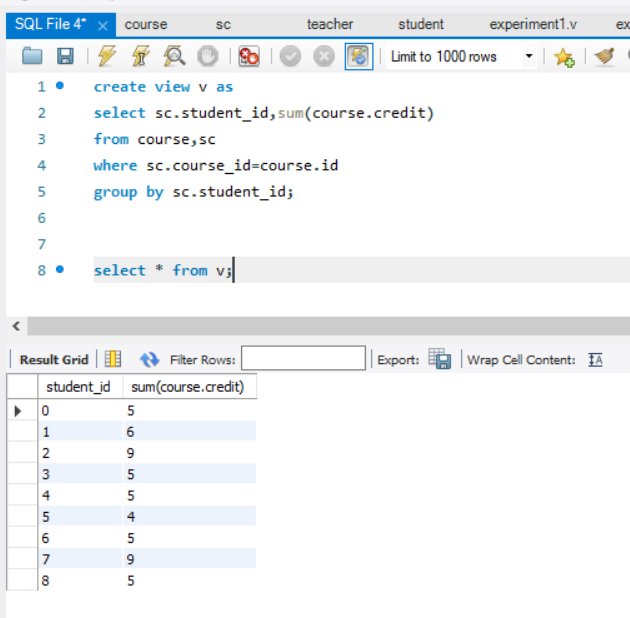 SQL File 4* × course sc teacher student experiment1.v ex
Limit to 1000 rows
1 create view v as
2 select sc.student_id,sum(course.credit)
3 from course,sc
4 where sc.course_id=course.id
5 group by sc.student_id;
6
7
8 select * from v;
Result Grid Filter Rows: Export: Wrap Cell Content: IA
student_id sum(course.credit)
0 5
1 6
2 9
3 5
4 5
5 4
6 5
7 9
8 5